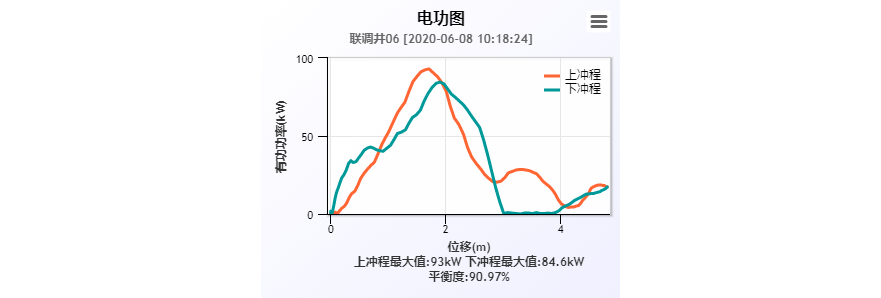 电功图
联调井06 [2020-06-08 10:18:24]
100
上冲程
下冲程
有功功率(kW)
50
0
0
2
4
位移(m)
上冲程最大值:93kW 下冲程最大值:84.6kW
平衡度:90.97%